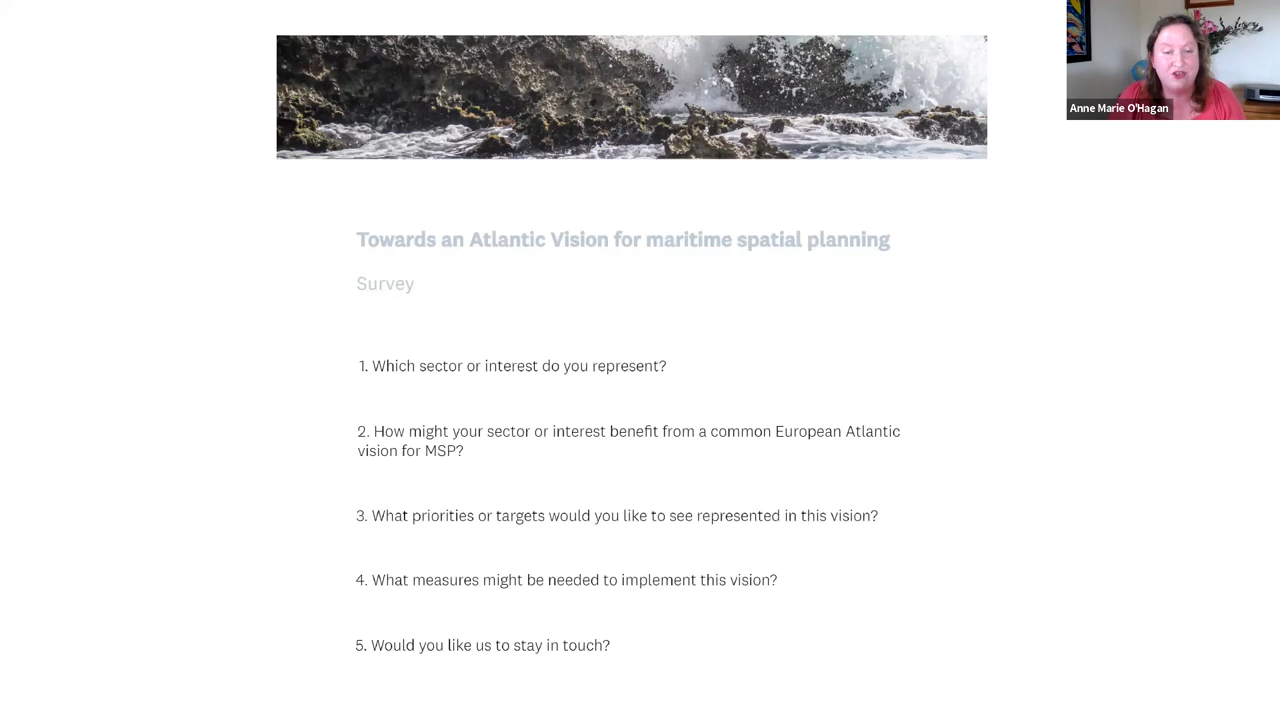 Anne Marie O'Hagan
Towards an Atlantic Vision for maritime spatial planning
Survey
1. Which sector or interest do you represent?
2. How might your sector or interest benefit from a common European Atlantic
vision for MSP?
3. What priorities or targets would you like to see represented in this vision?
4. What measures might be needed to implement this vision?
5. Would you like us to stay in touch?